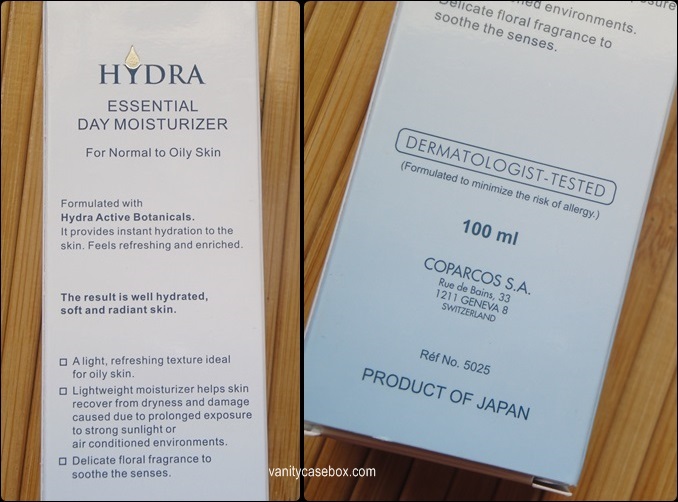 HYDRA
ESSENTIAL
DAY MOISTURIZER
For Normal to Oily Skin
Formulated with
Hydra Active Botanicals.
It provides instant hydration to the
skin. Feels refreshing and enriched.
The result is well hydrated,
soft and radiant skin.
A light, refreshing texture ideal
for oily skin.
Lightweight moisturizer helps skin
recover from dryness and damage
caused due to prolonged exposure
to strong sunlight or
air conditioned environments.
Delicate floral fragrance to
soothe the senses.
environments.
Delicate floral fragrance to
soothe the senses.
DERMATOLOGIST-TESTED
(Formulated to minimize the risk of allergy.)
100 ml
COPARCOS S.A.
Rue de Bains, 33
1211 GENEVA 8
SWITZERLAND
Réf No. 5025
PRODUCT OF JAPAN
vanitycasebox.com